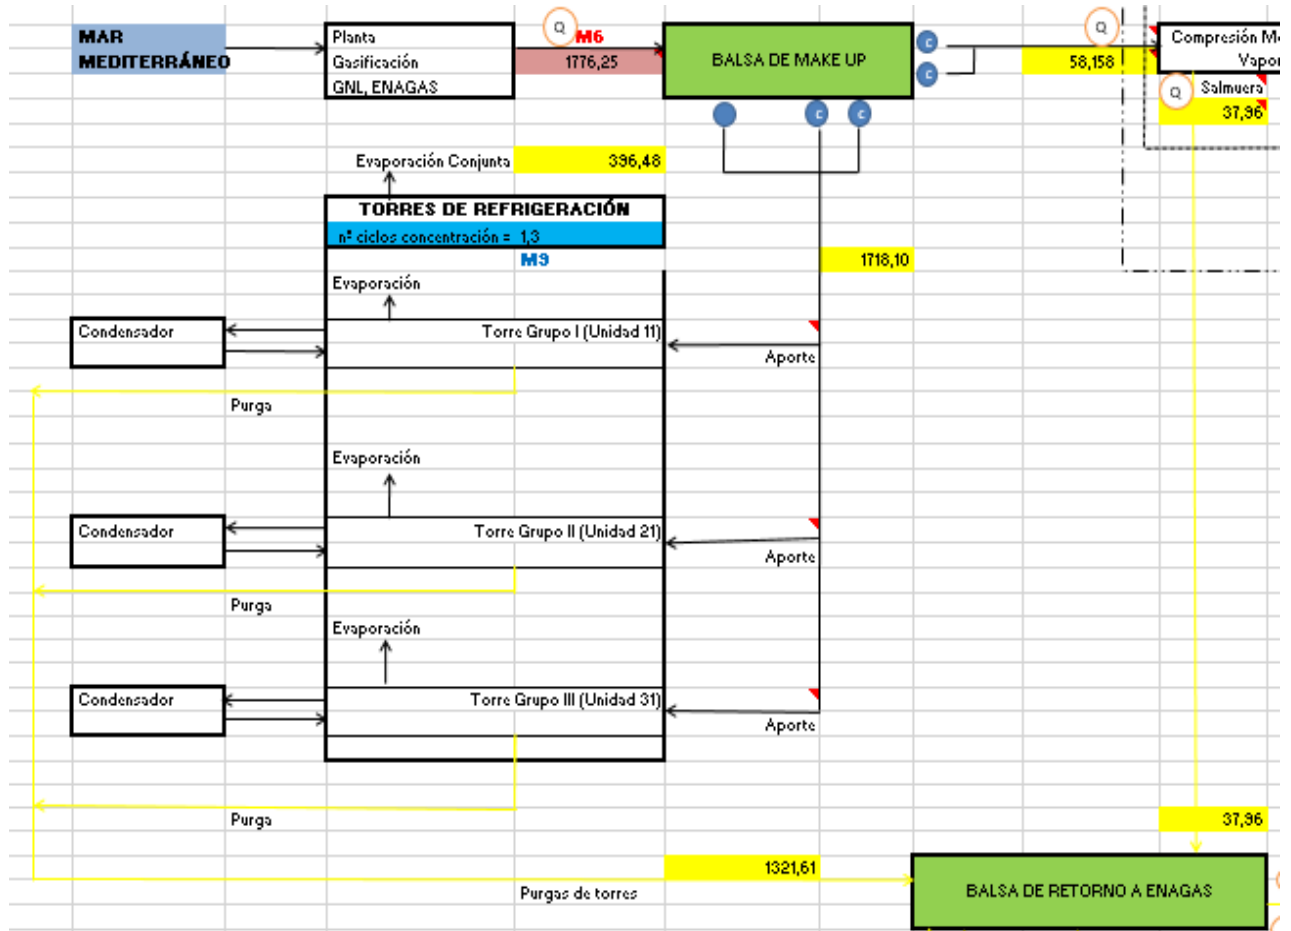 MAR
MEDITERRÁNEO
Planta
Gasificación
GNL, ENAGAS
Q
M6
1776,25
BALSA DE MAKE UP
C
C
C
C
Q
58,158
Compresión Me
Vapor
Q
Salmuera
37,96
Evaporación Conjunta
396,48
TORRES DE REFRIGERACIÓN
nº ciclos concentración = 1,3
M9
1718,10
Evaporación
Condensador
Torre Grupo I (Unidad 11)
Aporte
Purga
Evaporación
Condensador
Torre Grupo II (Unidad 21)
Aporte
Purga
Evaporación
Condensador
Torre Grupo III (Unidad 31)
Aporte
Purga
37,96
1321,61
Purgas de torres
BALSA DE RETORNO A ENAGAS